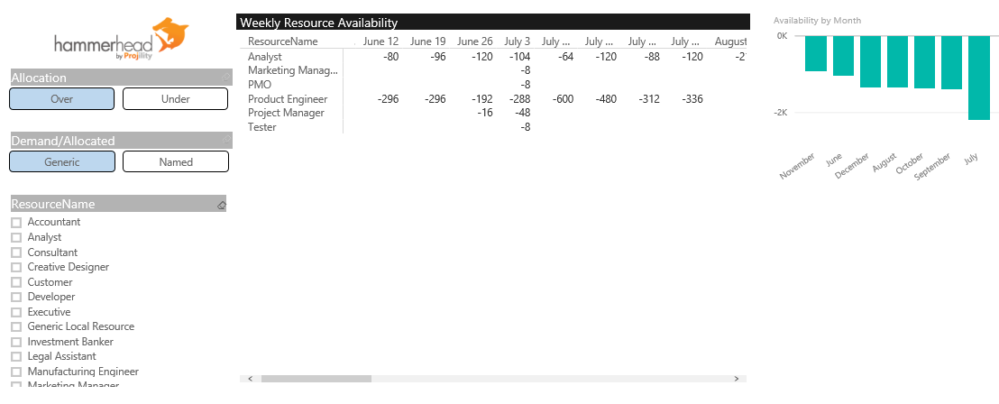 hammerhead
by Projility
Allocation
Over Under
Demand/Allocated
Generic Named
ResourceName
Accountant
Analyst
Consultant
Creative Designer
Customer
Developer
Executive
Generic Local Resource
Investment Banker
Legal Assistant
Manufacturing Engineer
Marketing Manager
Weekly Resource Availability
ResourceName June 12 June 19 June 26 July 3 July ... July ... July ... July ... August
Analyst -80 -96 -120 -104 -64 -120 -88 -120
Marketing Manag... -8
PMO -8
Product Engineer -296 -296 -192 -288 -600 -480 -312 -336
Project Manager -16 -48
Tester -8
Availability by Month
0K
-2K
November June December August October September July